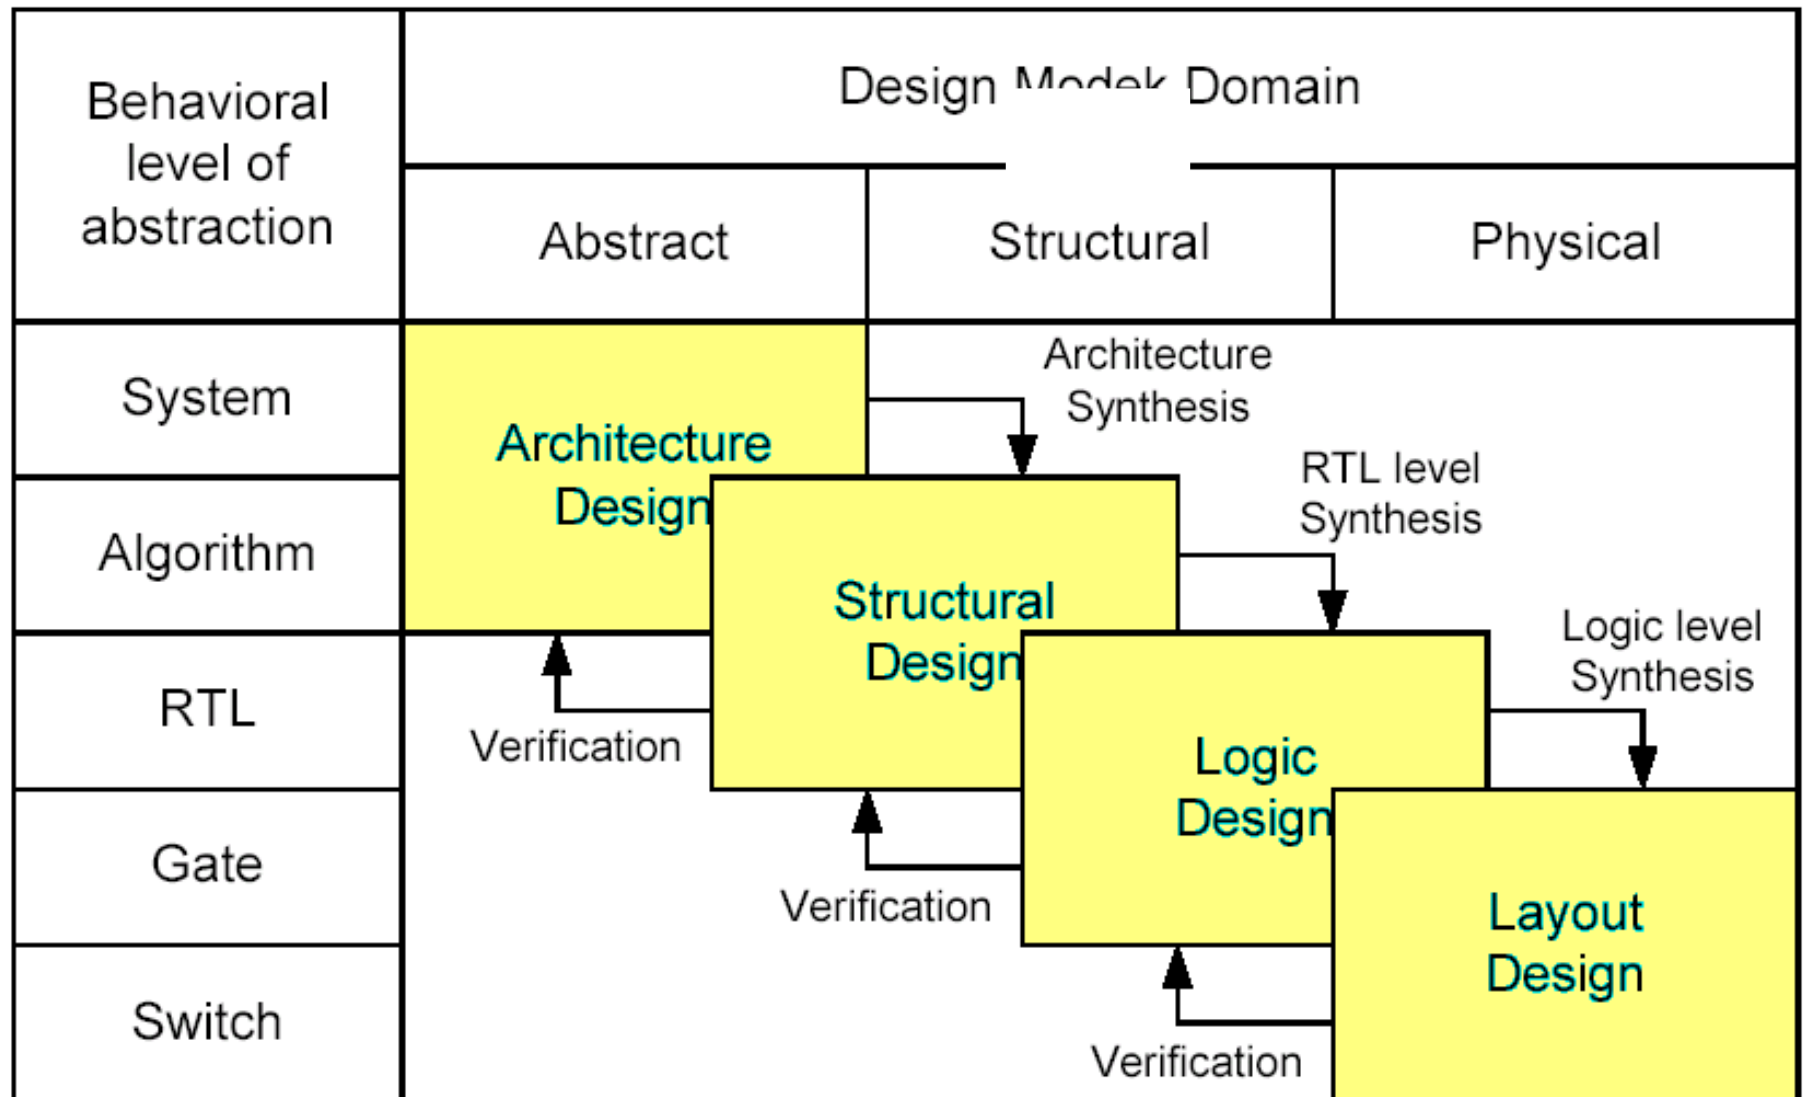 Behavioral
level of
abstraction
Design Modek Domain
Abstract
Structural
Physical
System
Algorithm
RTL
Gate
Switch
Architecture
Design
Architecture
Synthesis
Structural
Design
RTL level
Synthesis
Logic
Design
Logic level
Synthesis
Layout
Design
Verification
Verification
Verification